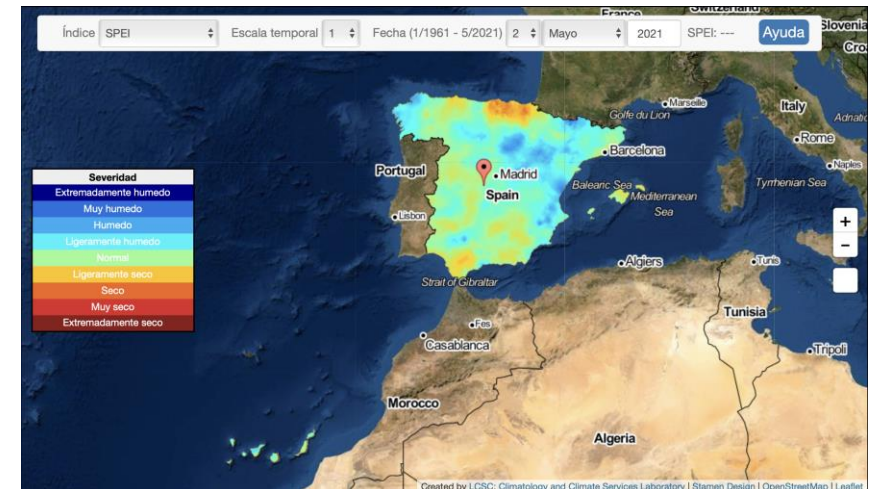 Índice SPEI Escala temporal 1 Fecha (1/1961 - 5/2021) 2 Mayo 2021 SPEI: --- Ayuda
France
Switzerland
Slovenia
Cro
Golfe du Lion
Marseille
Italy
Adriatic
Rome
Barcelona
Portugal
Madrid
Spain
Balearic Sea
Mediterranean
Sea
Naples
Tyrrhenian Sea
Lisbon
Severidad
Extremadamente humedo
Muy humedo
Humedo
Ligeramente humedo
Normal
Ligeramente seco
Seco
Muy seco
Extremadamente seco
+
−
Algiers
Tunis
Strait of Gibraltar
Tunisia
Fes
Casablanca
Tripoli
Morocco
Algeria
Created by LCSC: Climatology and Climate Services Laboratory | Stamen Design | OpenStreetMap | Leaflet